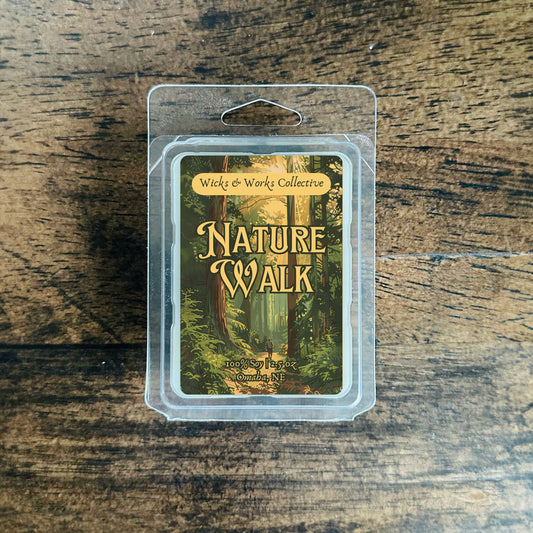 Wicks & Works Collective
NATURE
WALK
100% Soy | 2.5 oz
Omaha, NE